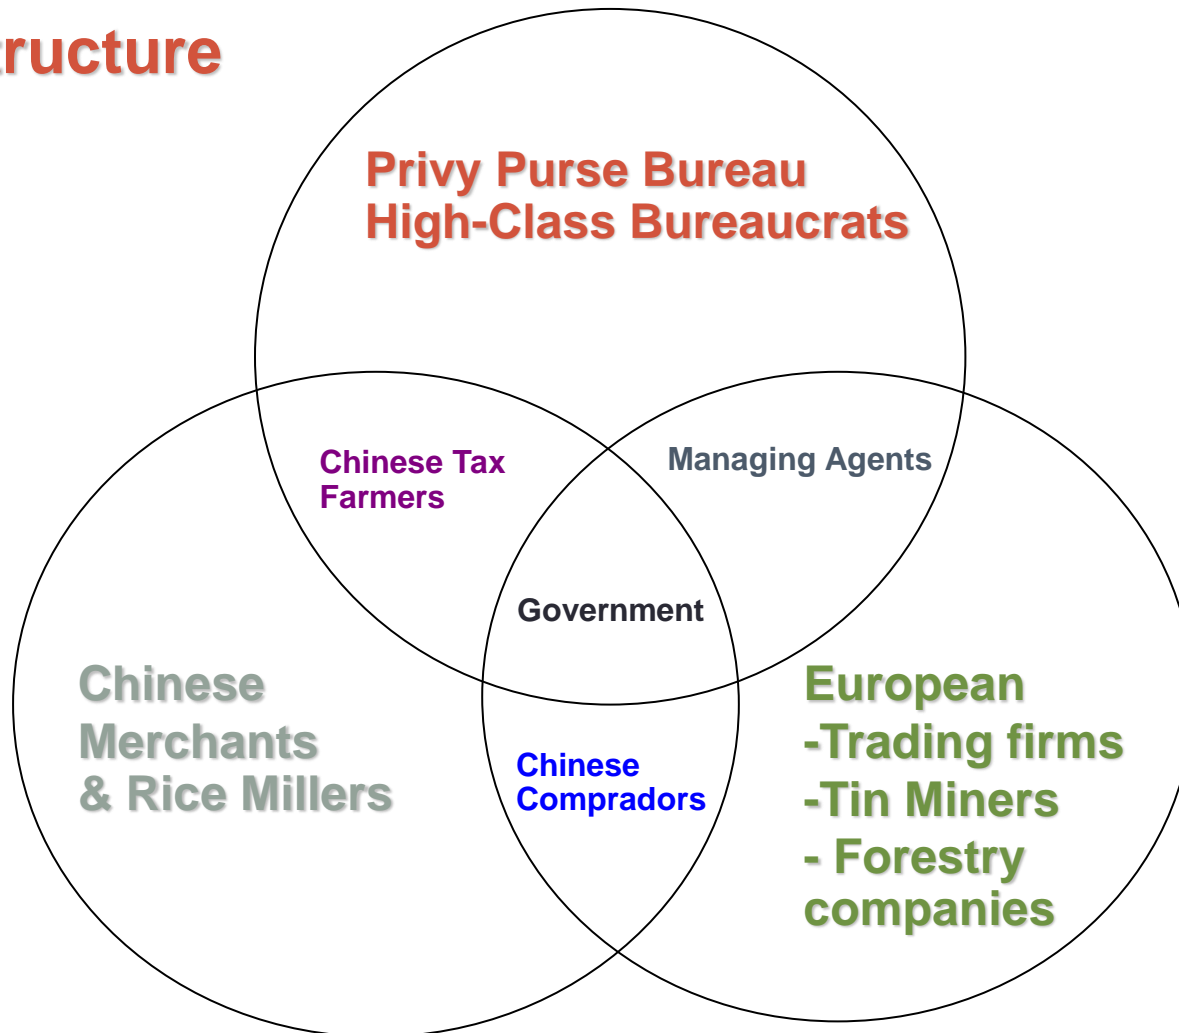 ructure
Privy Purse Bureau
High-Class Bureaucrats
Chinese Tax
Farmers
Managing Agents
Government
Chinese
Merchants
& Rice Millers
Chinese
Compradors
European
-Trading firms
-Tin Miners
- Forestry
companies